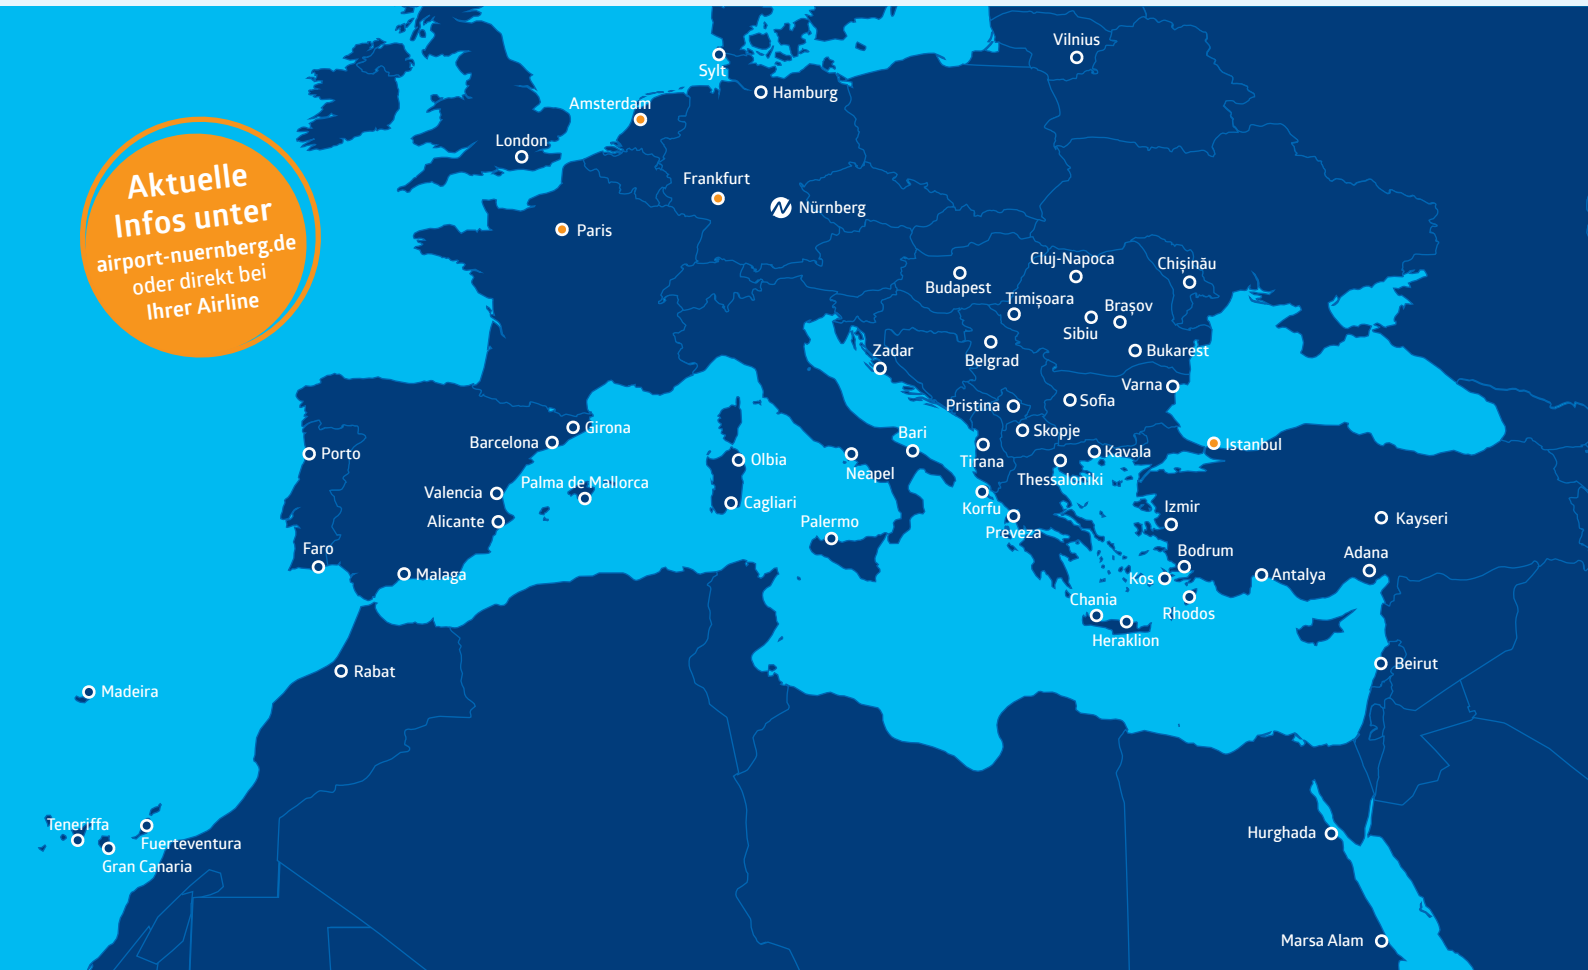 Vilnius
Sylt
Hamburg
Amsterdam
London
Aktuelle
Infos unter
airport-nuernberg.de
oder direkt bei
Ihrer Airline
Frankfurt
Nürnberg
Paris
Cluj-Napoca
Chișinău
Budapest
Timișoara
Brașov
Sibiu
Bukarest
Zadar
Belgrad
Varna
Sofia
Pristina
Girona
Skopje
Bari
Barcelona
Istanbul
Porto
Olbia
Neapel
Tirana
Kavala
Thessaloniki
Palma de Mallorca
Valencia
Cagliari
Korfu
Izmir
Alicante
Palermo
Preveza
Kayseri
Faro
Bodrum
Adana
Malaga
Kos
Antalya
Chania
Rhodos
Heraklion
Rabat
Beirut
Madeira
Teneriffa
Fuerteventura
Gran Canaria
Hurghada
Marsa Alam